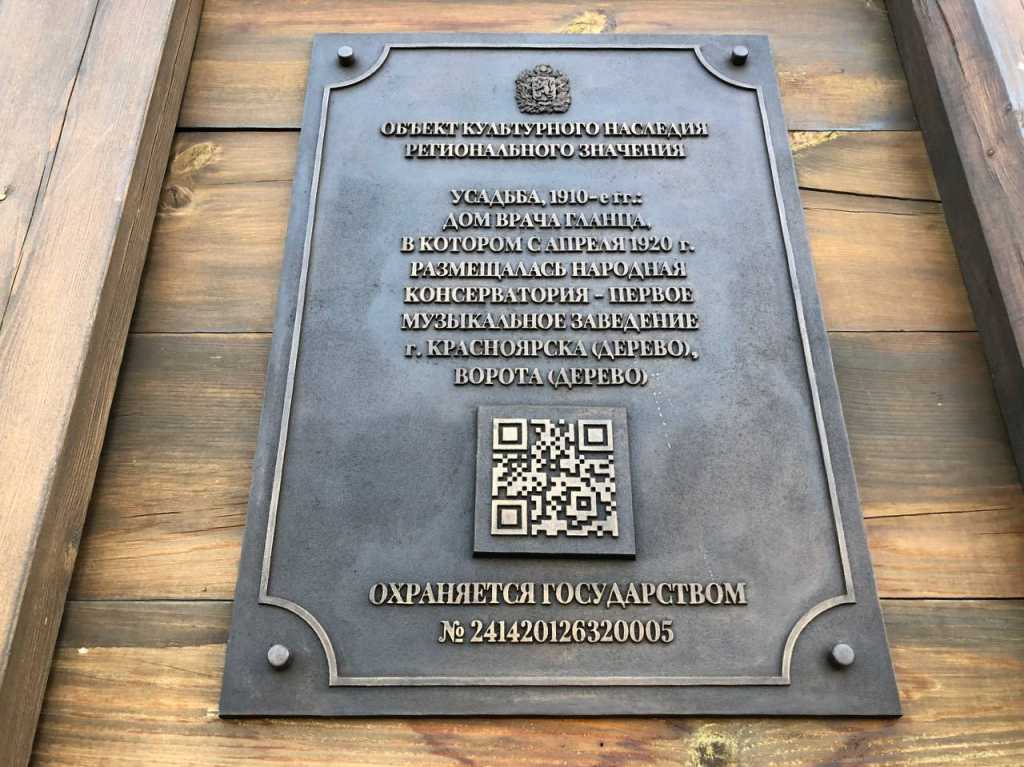 ОБЪЕКТ КУЛЬТУРНОГО НАСЛЕДИЯ
РЕГИОНАЛЬНОГО ЗНАЧЕНИЯ
УСАДЬБА, 1910-е гг.:
ДОМ ВРАЧА ГЛАНЦА,
В КОТОРОМ С АПРЕЛЯ 1920 г.
РАЗМЕЩАЛАСЬ НАРОДНАЯ
КОНСЕРВАТОРИЯ - ПЕРВОЕ
МУЗЫКАЛЬНОЕ ЗАВЕДЕНИЕ
г. КРАСНОЯРСКА (ДЕРЕВО),
ВОРОТА (ДЕРЕВО)
ОХРАНЯЕТСЯ ГОСУДАРСТВОМ
№ 241420126320005